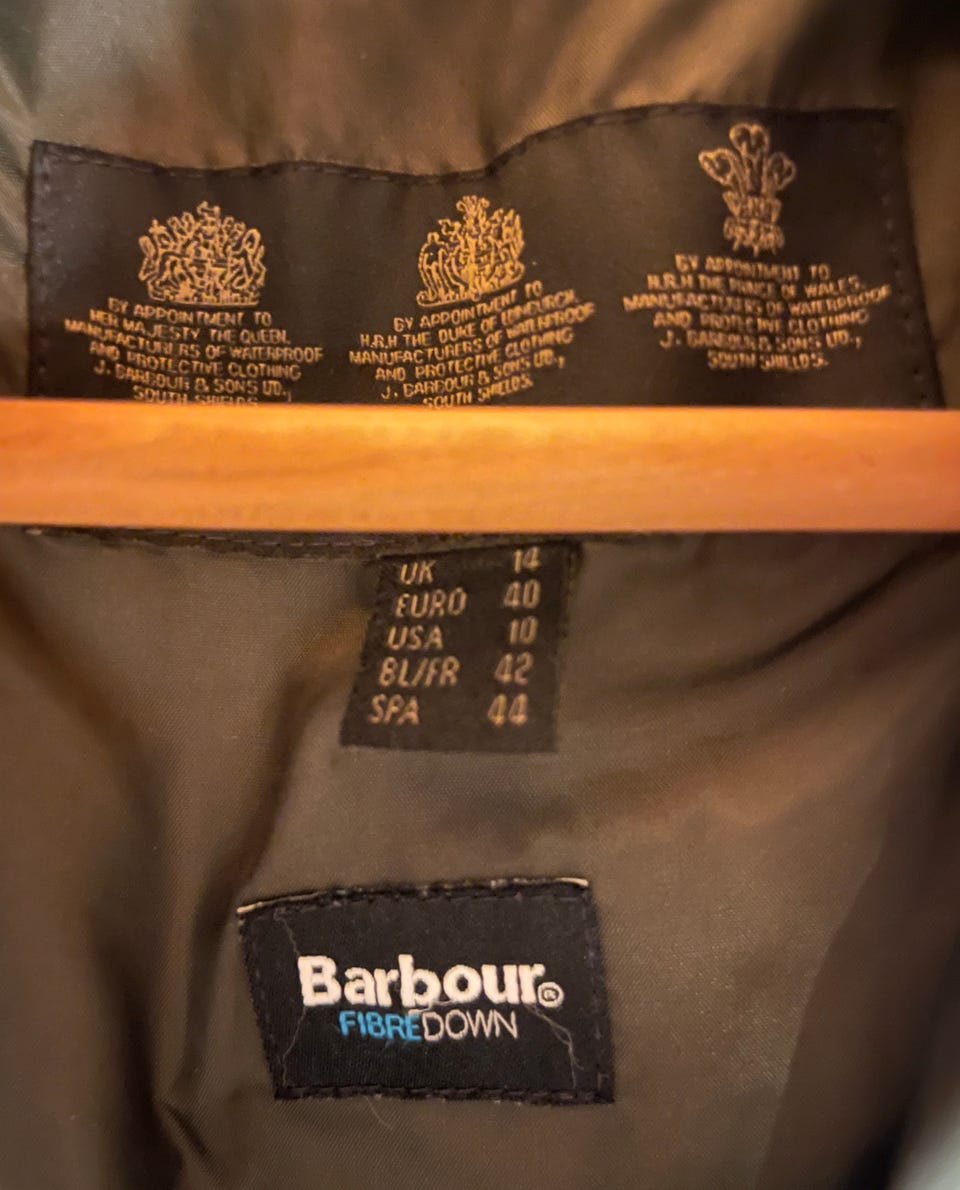 BY APPOINTMENT TO
HER MAJESTY THE QUEEN,
MANUFACTURERS OF WATERPROOF
AND PROTECTIVE CLOTHING
J. BARBOUR & SONS LTD.,
SOUTH SHIELDS.
BY APPOINTMENT TO
H.R.H THE DUKE OF EDINBURGH,
MANUFACTURERS OF WATERPROOF
AND PROTECTIVE CLOTHING
J. BARBOUR & SONS LTD.,
SOUTH SHIELDS.
BY APPOINTMENT TO
H.R.H THE PRINCE OF WALES,
MANUFACTURERS OF WATERPROOF
AND PROTECTIVE CLOTHING
J. BARBOUR & SONS LTD.,
SOUTH SHIELDS.
UK 14
EURO 40
USA 10
BL/FR 42
SPA 44
Barbour®
FIBREDOWN